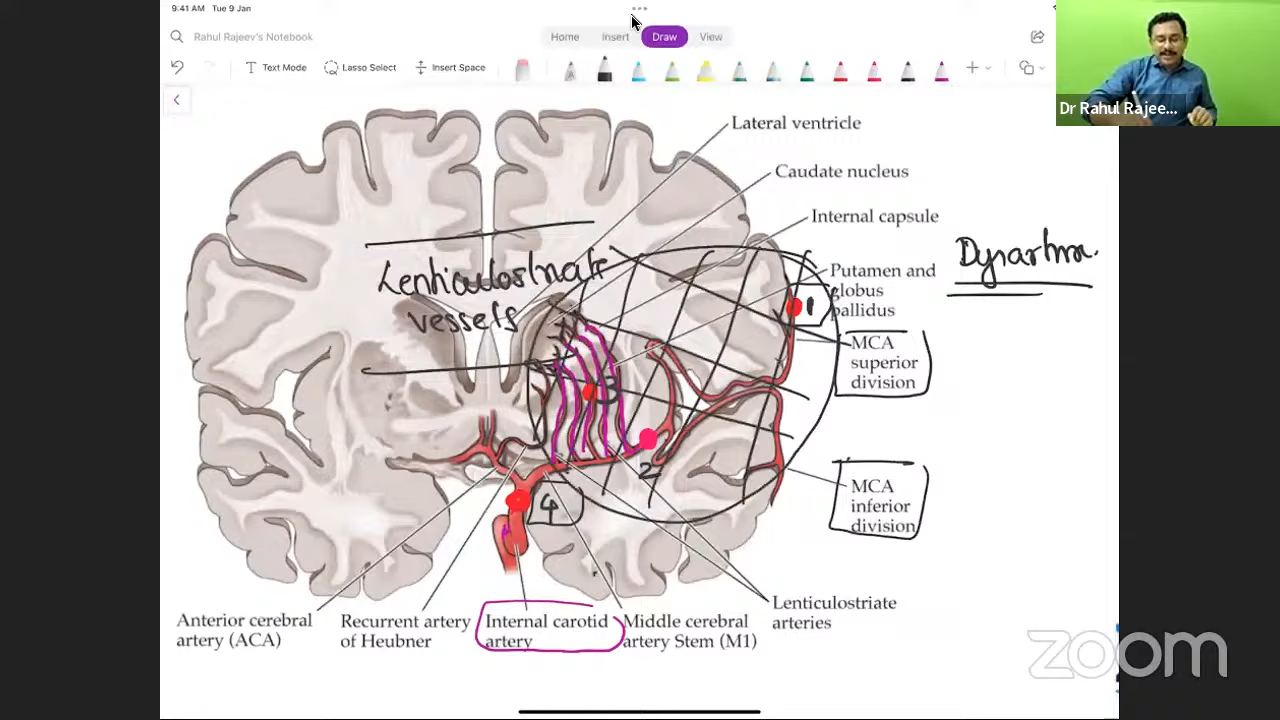 9:41 AM Tue 9 Jan
Rahul Rajeev's Notebook
Home Insert Draw View
Text Mode Lasso Select Insert Space
Dr Rahul Rajee...
Lateral ventricle
Caudate nucleus
Internal capsule
Putamen and
globus
pallidus
MCA
superior
division
MCA
inferior
division
Lenticulostriate
arteries
vessels
1
2
3
4
Anterior cerebral
artery (ACA)
Recurrent artery
of Heubner
Internal carotid
artery
Middle cerebral
artery Stem (M1)
zoom